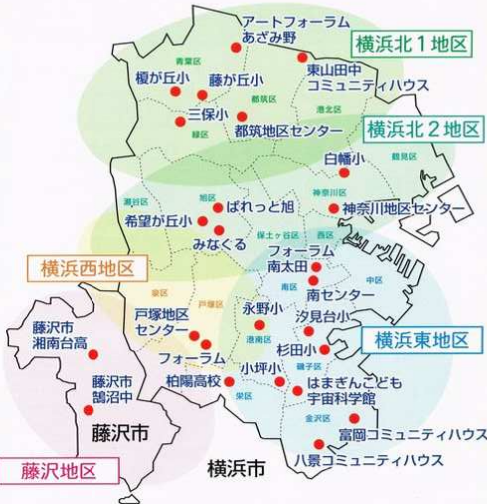 アートフォーラム
あざみ野
横浜北1地区
青葉区
榎が丘小
藤が丘小
東山田中
コミュニティハウス
都筑区
港北区
三保小
緑区
都筑地区センター
横浜北2地区
白幡小
鶴見区
瀬谷区
旭区
ぱれっと旭
神奈川区
神奈川地区センター
希望が丘小
みなくる
保土ヶ谷区
西区
フォーラム
南太田
横浜西地区
泉区
戸塚区
南区
中区
南センター
戸塚地区
センター
永野小
汐見台小
藤沢市
湘南台高
港南区
杉田小
横浜東地区
フォーラム
磯子区
柏陽高校
小坪小
はまぎんこども
宇宙科学館
藤沢市
鵠沼中
栄区
金沢区
藤沢市
富岡コミュニティハウス
藤沢地区
横浜市
八景コミュニティハウス